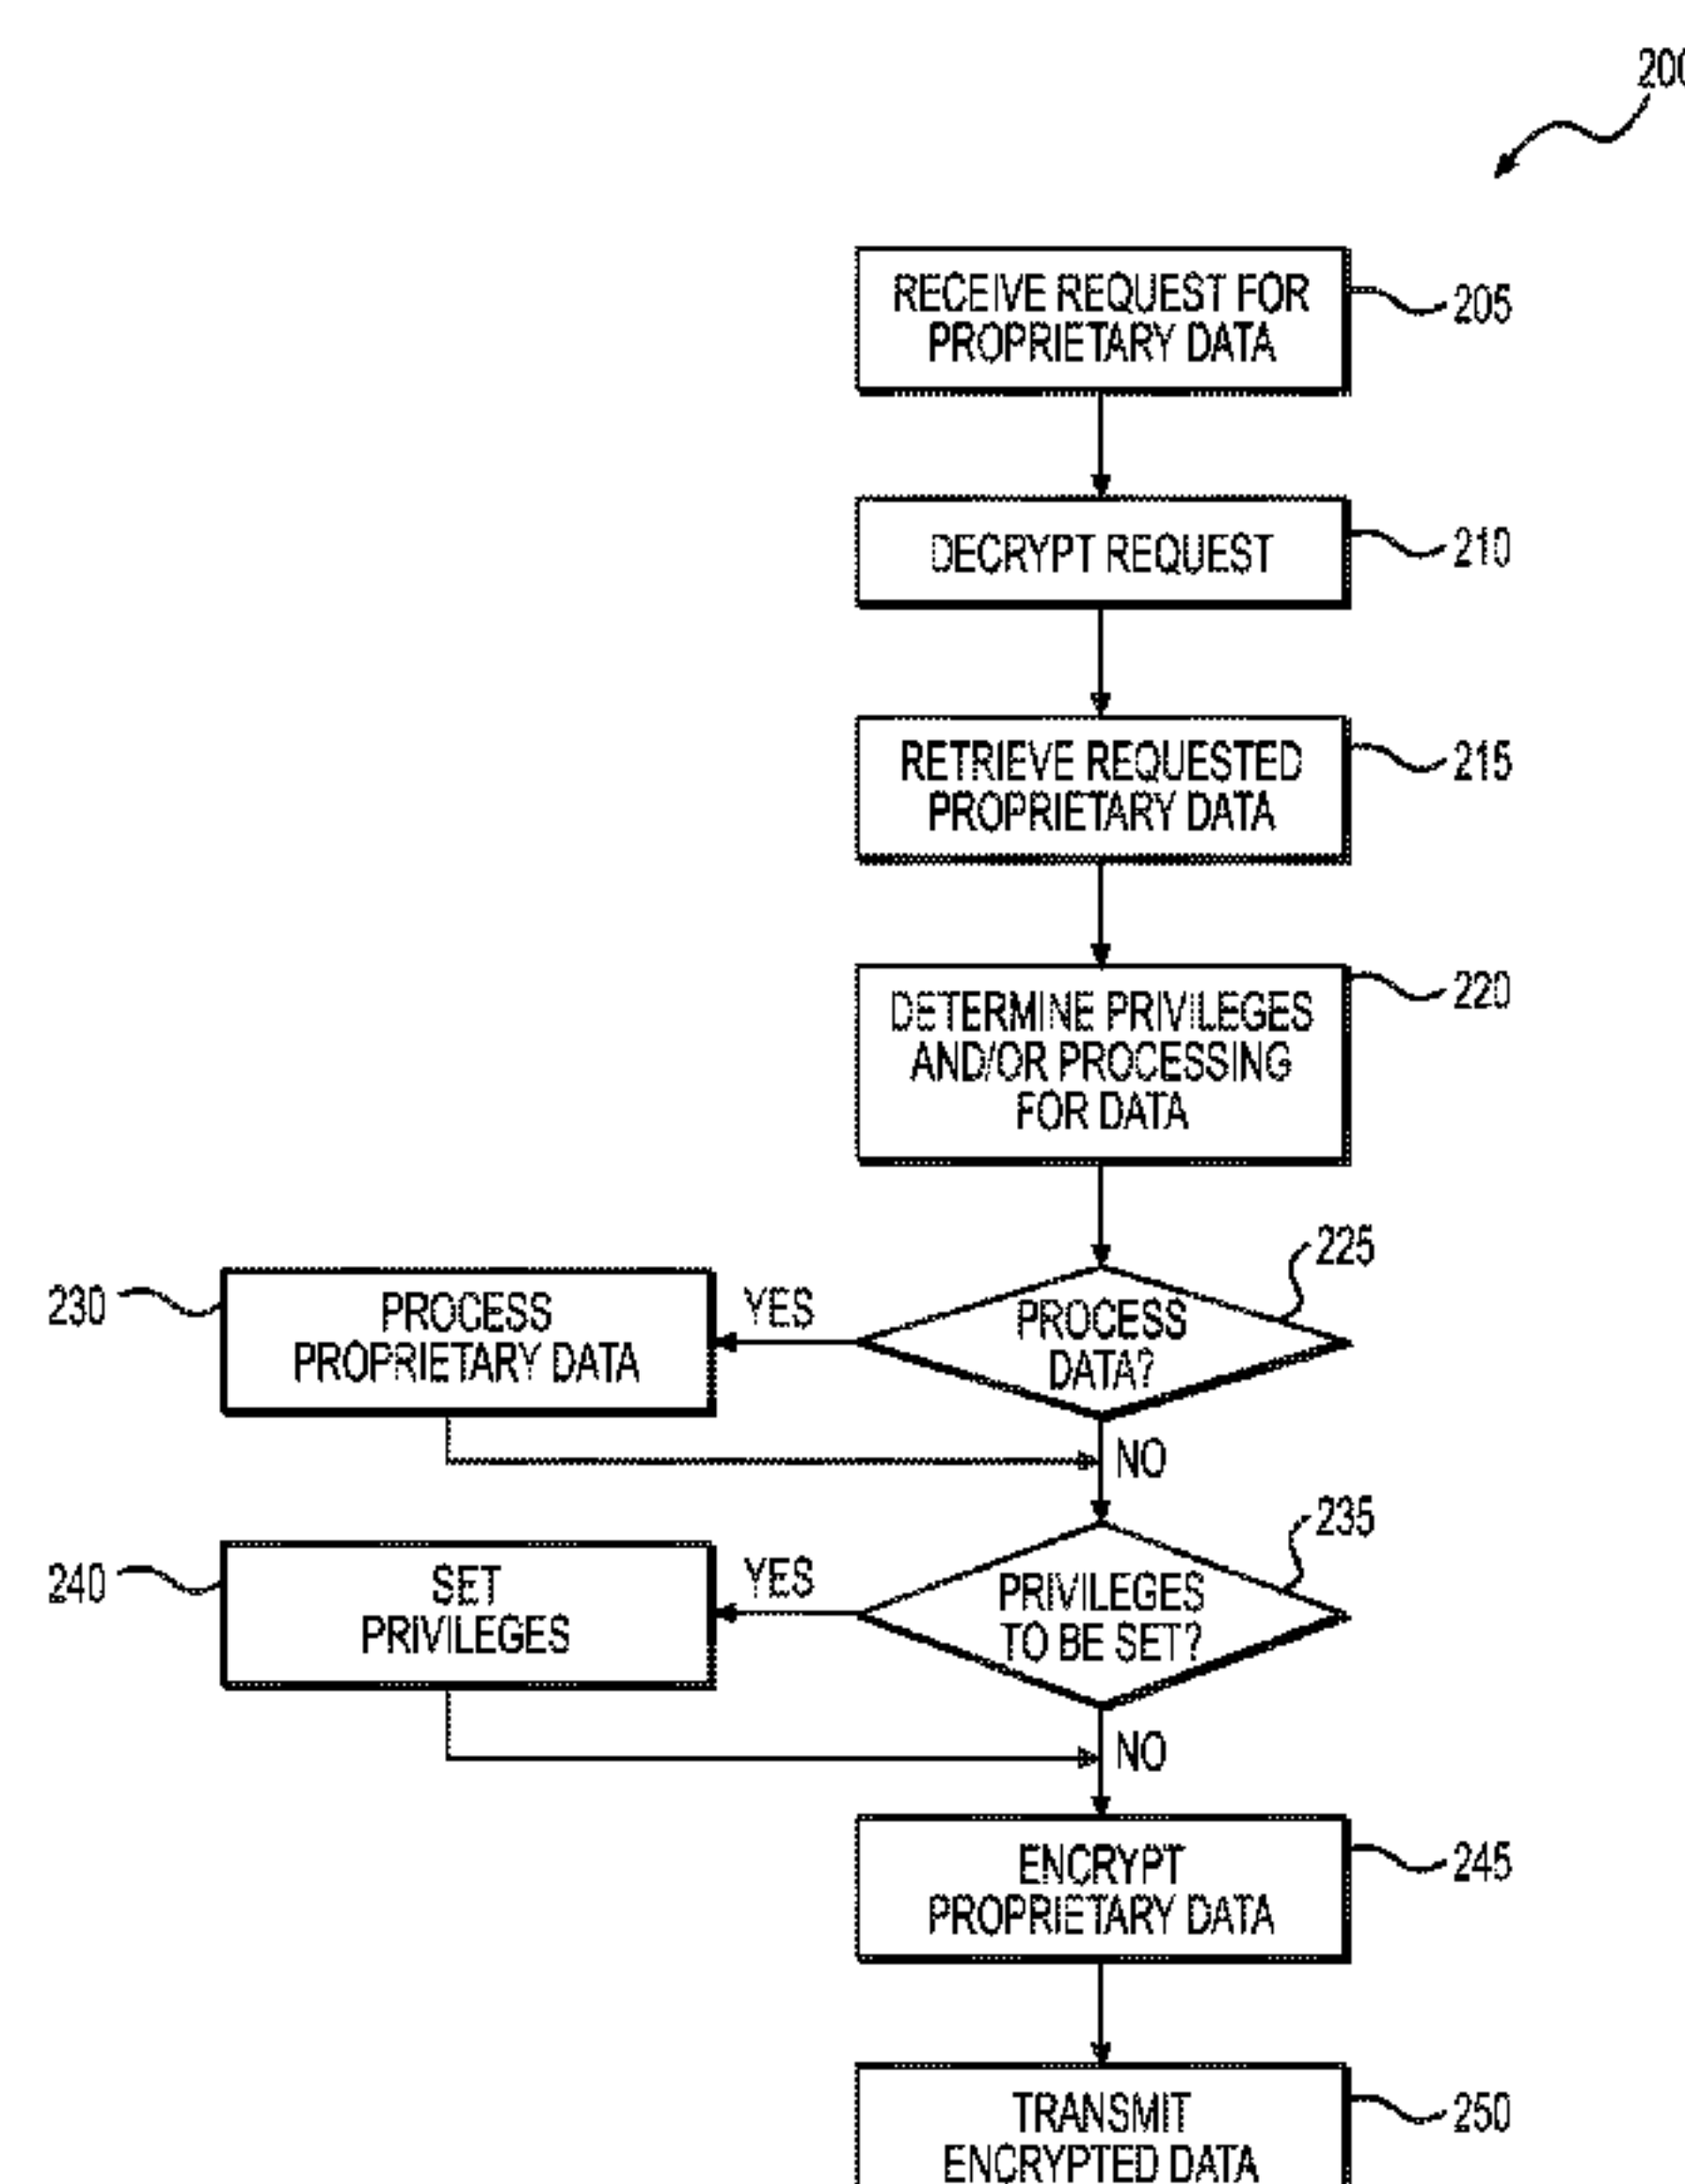 200
RECEIVE REQUEST FOR
PROPRIETARY DATA
205
DECRYPT REQUEST
210
RETRIEVE REQUESTED
PROPRIETARY DATA
215
DETERMINE PRIVILEGES
AND/OR PROCESSING
FOR DATA
220
225
230
PROCESS
PROPRIETARY DATA
YES
PROCESS
DATA?
NO
235
240
SET
PRIVILEGES
YES
PRIVILEGES
TO BE SET?
NO
ENCRYPT
PROPRIETARY DATA
245
TRANSMIT
ENCRYPTED DATA
250